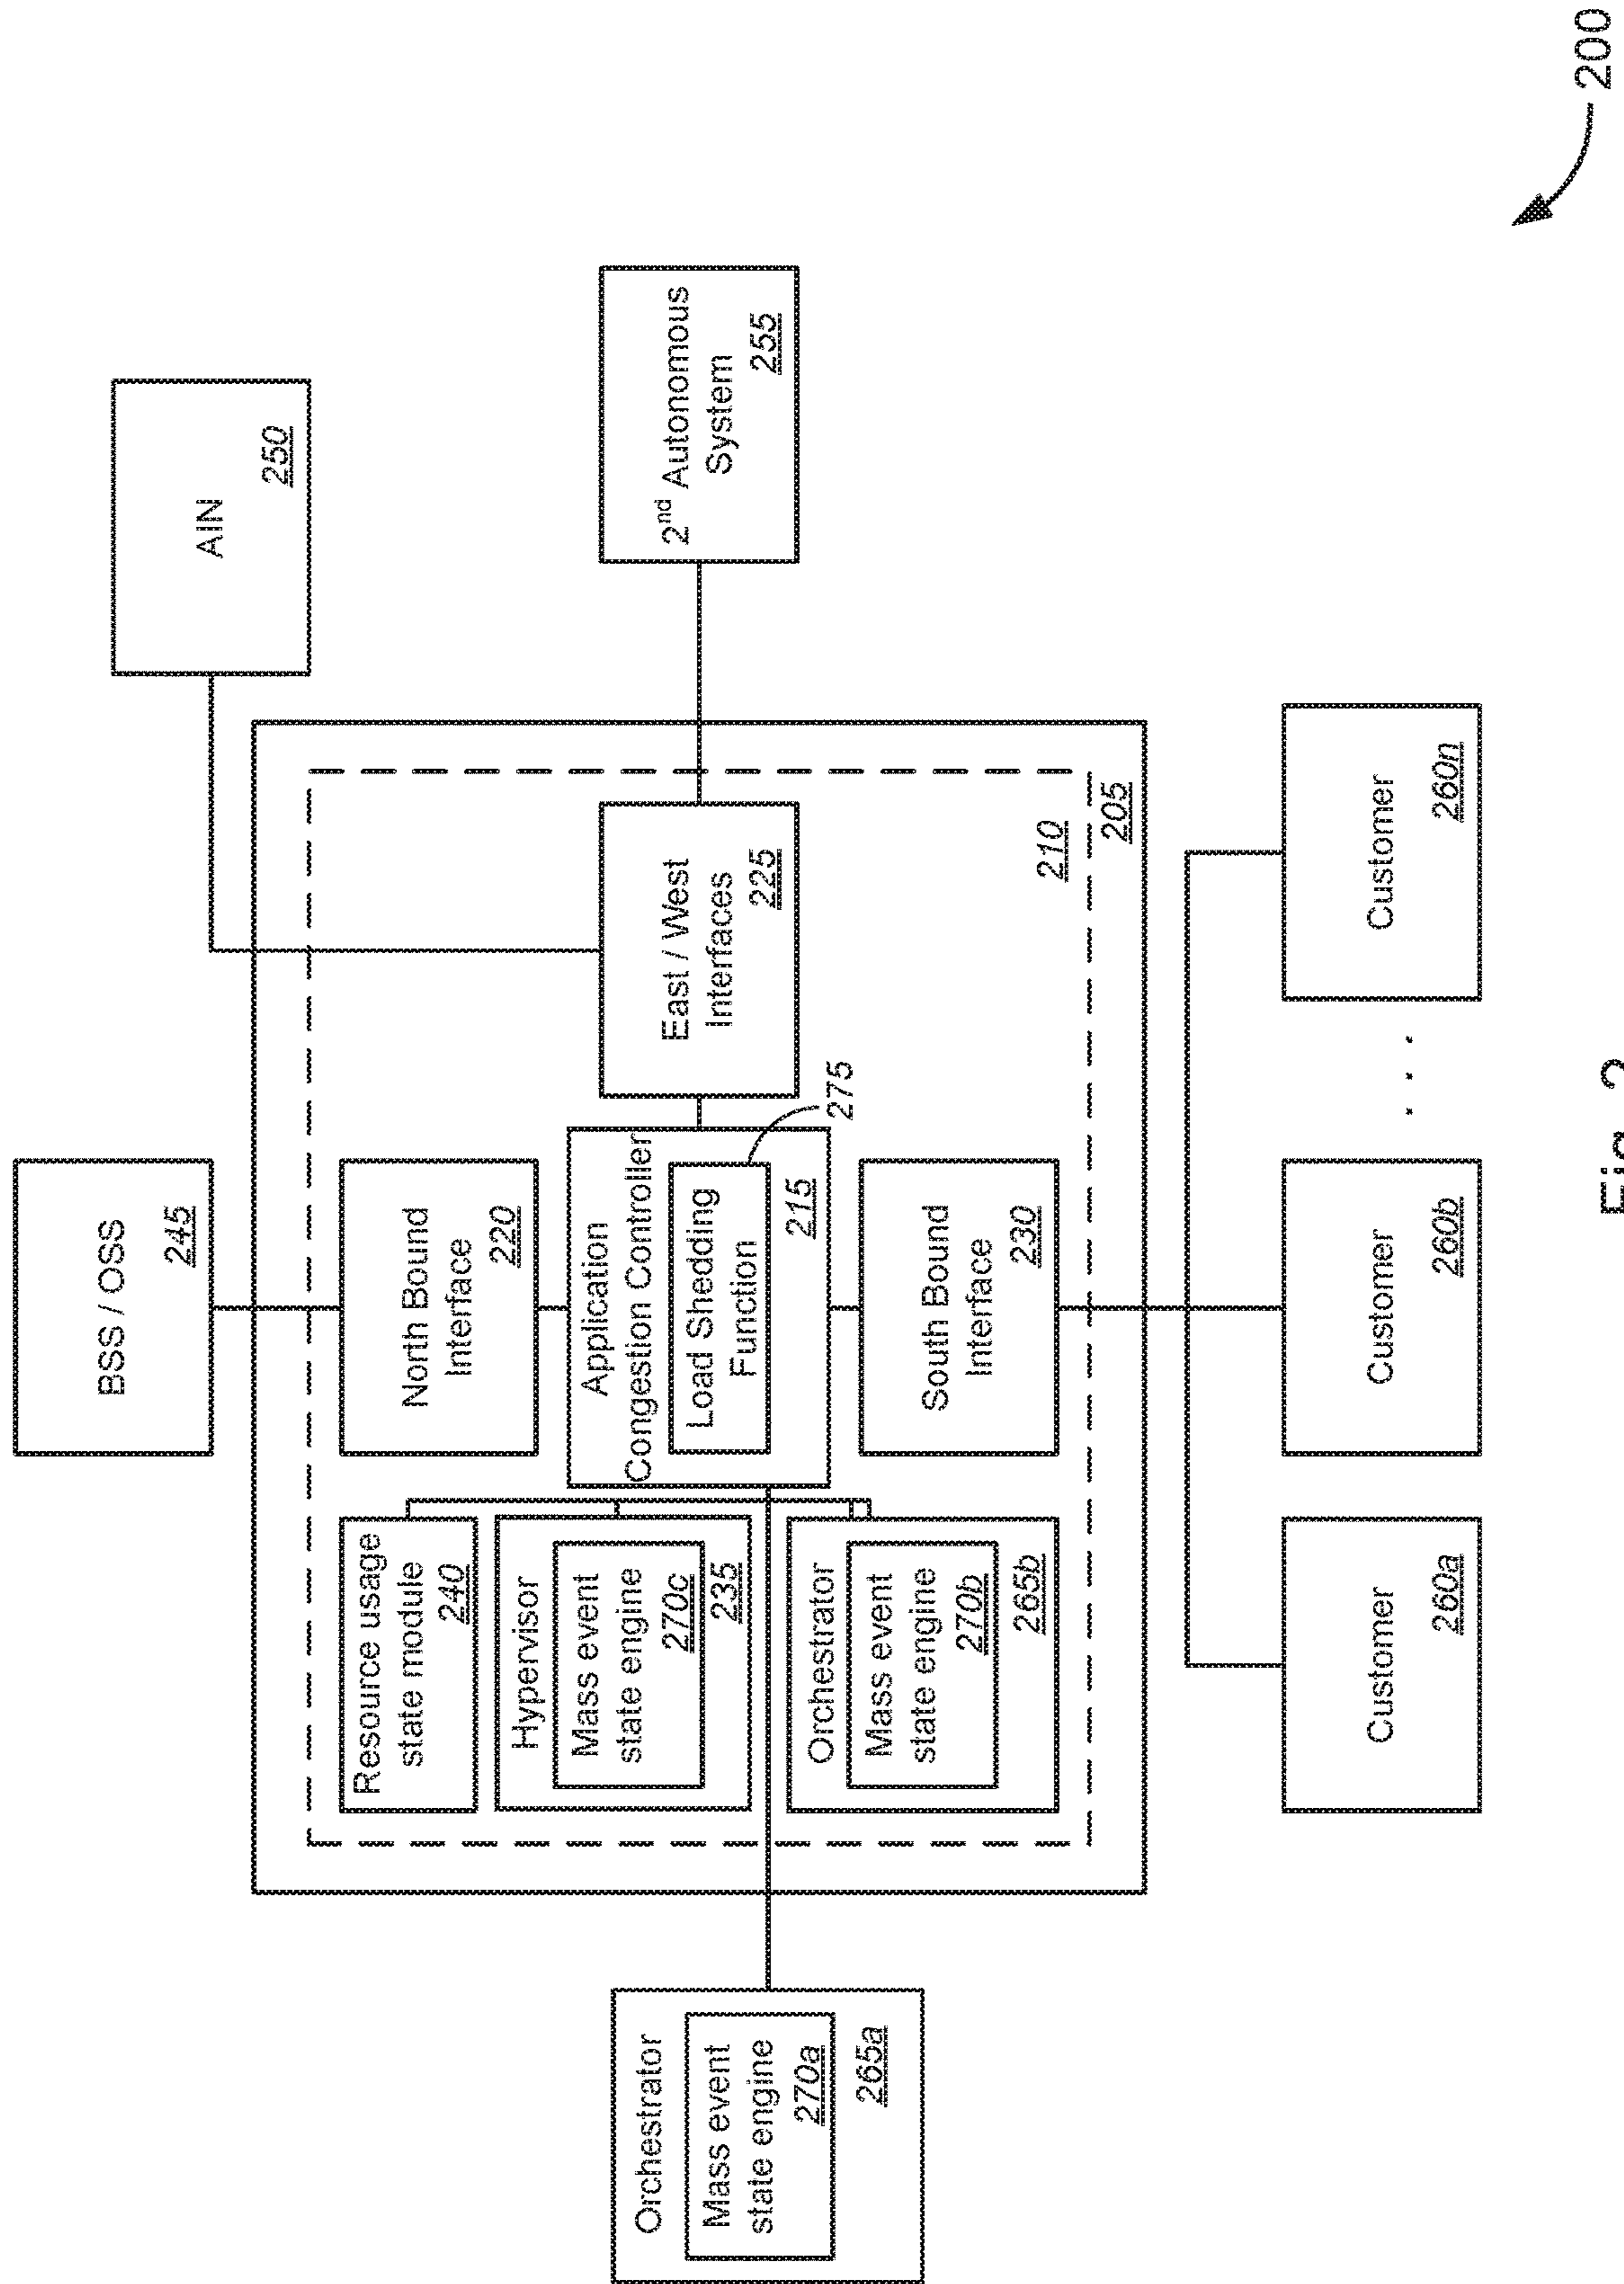 BSS / OSS
245
AIN
250
Resource usage
state module
240
North Bound
Interface
220
Hypervisor
Mass event
state engine
270c
235
Application
Congestion Controller
Load Shedding
Function
215
275
East / West
Interfaces
225
2nd Autonomous
System
255
Orchestrator
Mass event
state engine
270a
265a
Orchestrator
Mass event
state engine
270b
265b
South Bound
Interface
230
210
205
Customer
260a
Customer
260b
. . .
Customer
260n
200
Fig. 2